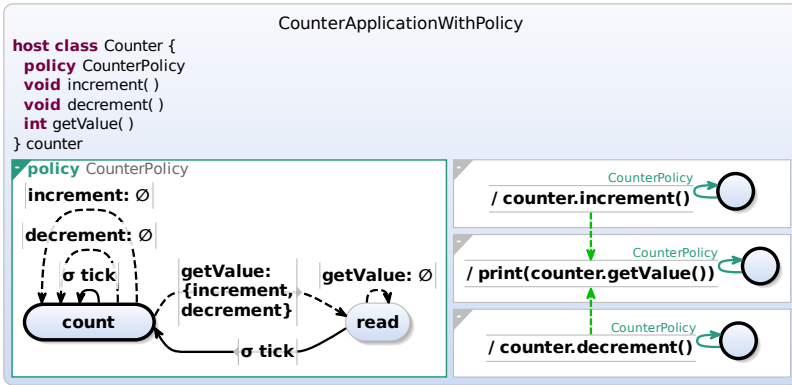 CounterApplicationWithPolicy
host class Counter {
policy CounterPolicy
void increment( )
void decrement( )
int getValue( )
} counter
- policy CounterPolicy
increment: ∅
decrement: ∅
σ tick
getValue:
{increment,
decrement}
getValue: ∅
count
read
σ tick
-
CounterPolicy
/ counter.increment()
-
CounterPolicy
/ print(counter.getValue())
-
CounterPolicy
/ counter.decrement()